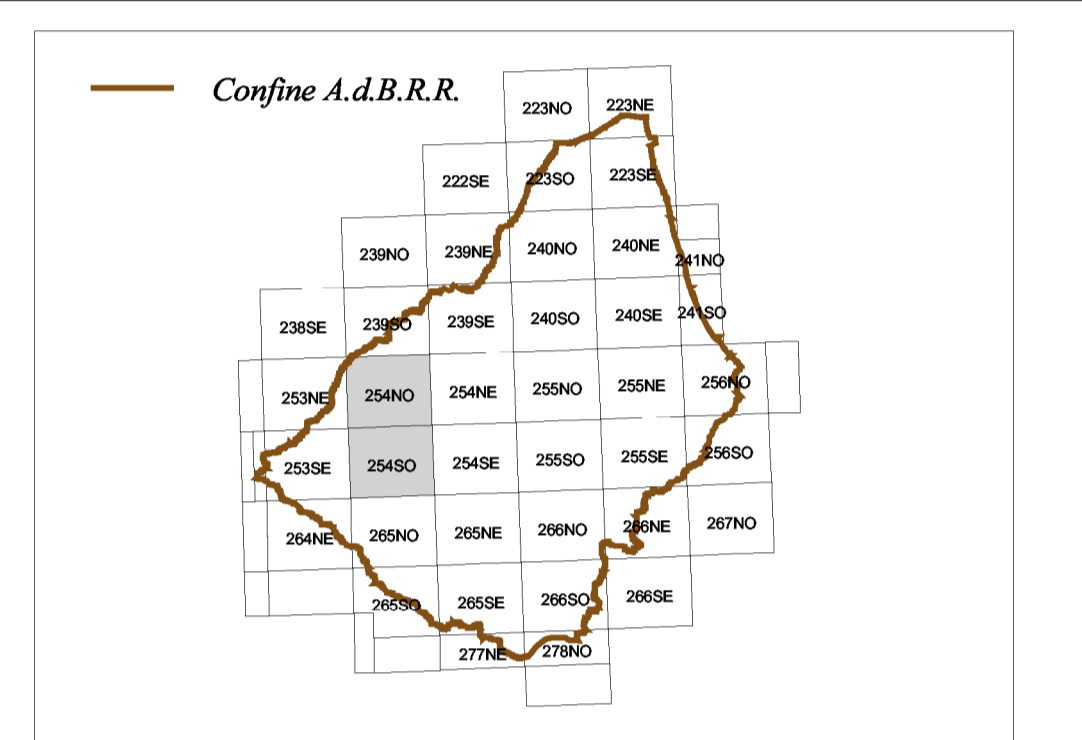 Confine A.d.B.R.R.
223NO 223NE
222SE 223SO 223SE
239NO 239NE 240NO 240NE 241NO
238SE 239SO 239SE 240SO 240SE 241SO
253NE 254NO 254NE 255NO 255NE 256NO
253SE 254SO 254SE 255SO 255SE 256SO
264NE 265NO 265NE 266NO 266NE 267NO
265SO 265SE 266SO 266SE
277NE 278NO